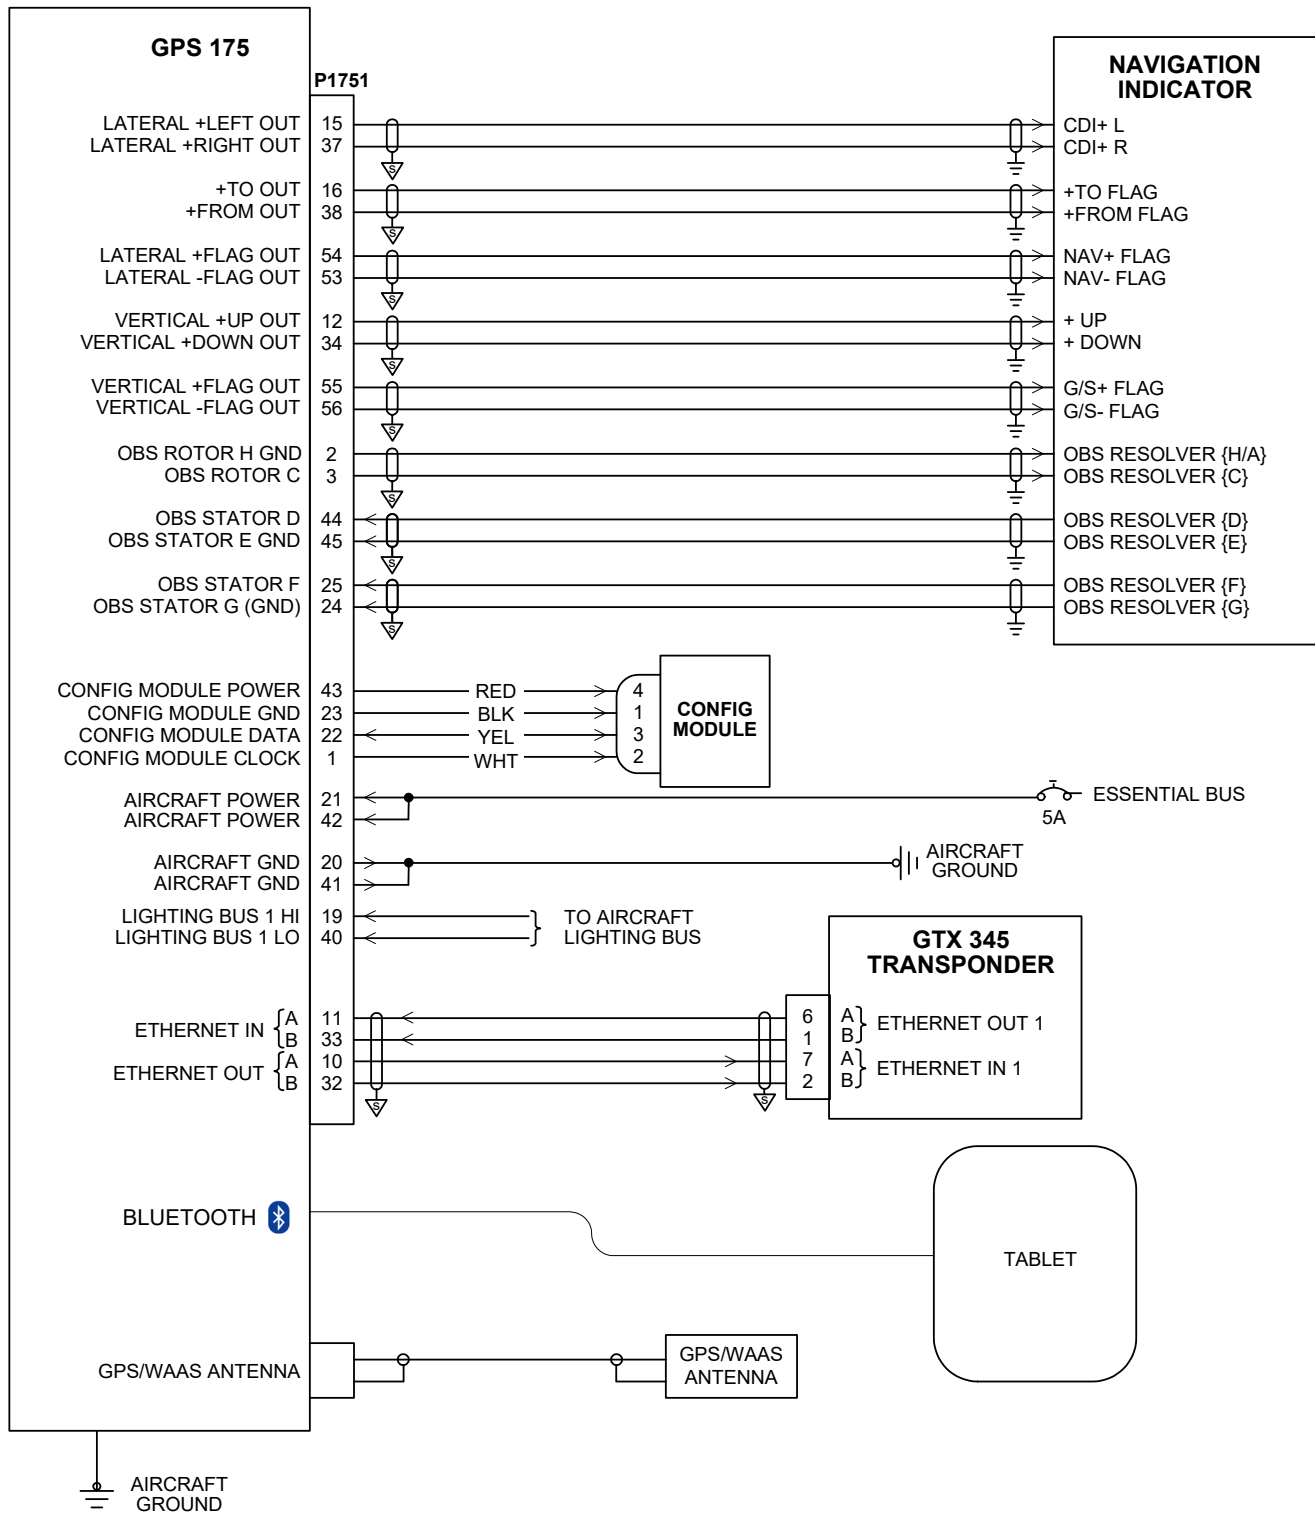 GPS 175
P1751
NAVIGATION
INDICATOR
LATERAL +LEFT OUT 15 S CDI+ L
LATERAL +RIGHT OUT 37 CDI+ R
+TO OUT 16 S +TO FLAG
+FROM OUT 38 +FROM FLAG
LATERAL +FLAG OUT 54 S NAV+ FLAG
LATERAL -FLAG OUT 53 NAV- FLAG
VERTICAL +UP OUT 12 S + UP
VERTICAL +DOWN OUT 34 + DOWN
VERTICAL +FLAG OUT 55 S G/S+ FLAG
VERTICAL -FLAG OUT 56 G/S- FLAG
OBS ROTOR H GND 2 S OBS RESOLVER {H/A}
OBS ROTOR C 3 OBS RESOLVER {C}
OBS STATOR D 44 S OBS RESOLVER {D}
OBS STATOR E GND 45 OBS RESOLVER {E}
OBS STATOR F 25 S OBS RESOLVER {F}
OBS STATOR G (GND) 24 OBS RESOLVER {G}
CONFIG MODULE POWER 43 RED 4
CONFIG MODULE GND 23 BLK 1
CONFIG MODULE DATA 22 YEL 3
CONFIG MODULE CLOCK 1 WHT 2
CONFIG
MODULE
AIRCRAFT POWER 21 ESSENTIAL BUS
AIRCRAFT POWER 42 5A
AIRCRAFT GND 20 AIRCRAFT
AIRCRAFT GND 41 GROUND
LIGHTING BUS 1 HI 19 TO AIRCRAFT
LIGHTING BUS 1 LO 40 LIGHTING BUS
GTX 345
TRANSPONDER
ETHERNET IN A 11 6 A ETHERNET OUT 1
B 33 1 B
ETHERNET OUT A 10 7 A ETHERNET IN 1
B 32 2 B
S S
BLUETOOTH
TABLET
GPS/WAAS ANTENNA
GPS/WAAS
ANTENNA
AIRCRAFT
GROUND